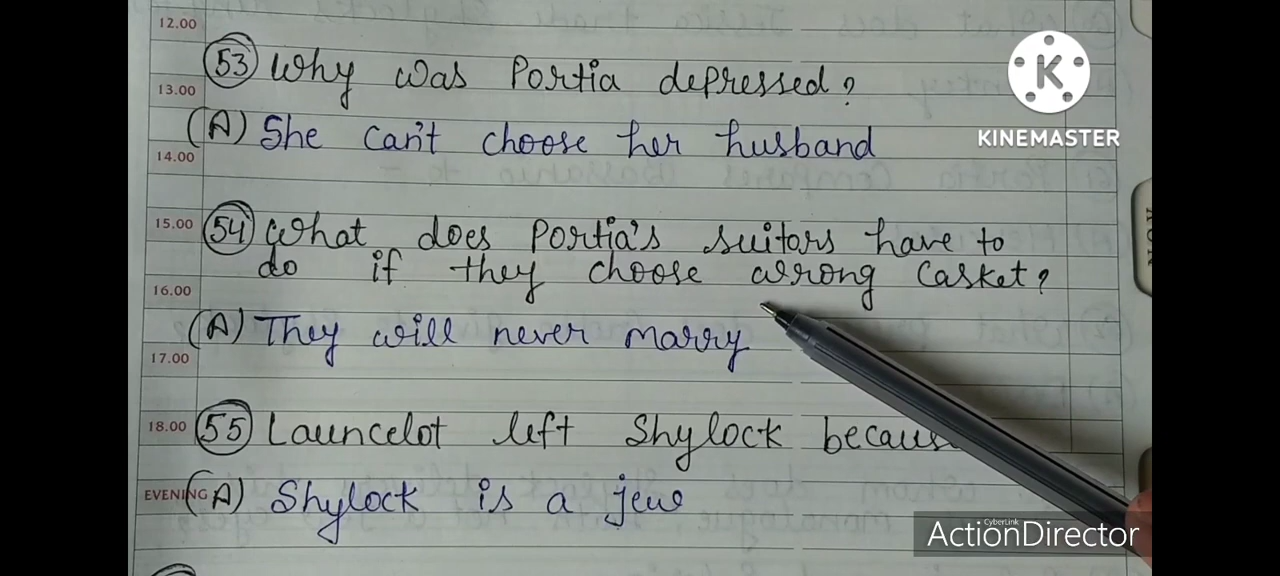 12.00
53 Why was Portia depressed?
13.00
(A) She can't choose her husband
14.00
15.00
54 What does Portia's suitors have to
do if they choose wrong casket?
16.00
(A) They will never marry
17.00
18.00
55 Launcelot left Shylock becaus
EVENING
(A) Shylock is a jew
K
KINEMASTER
CyberLink
ActionDirector